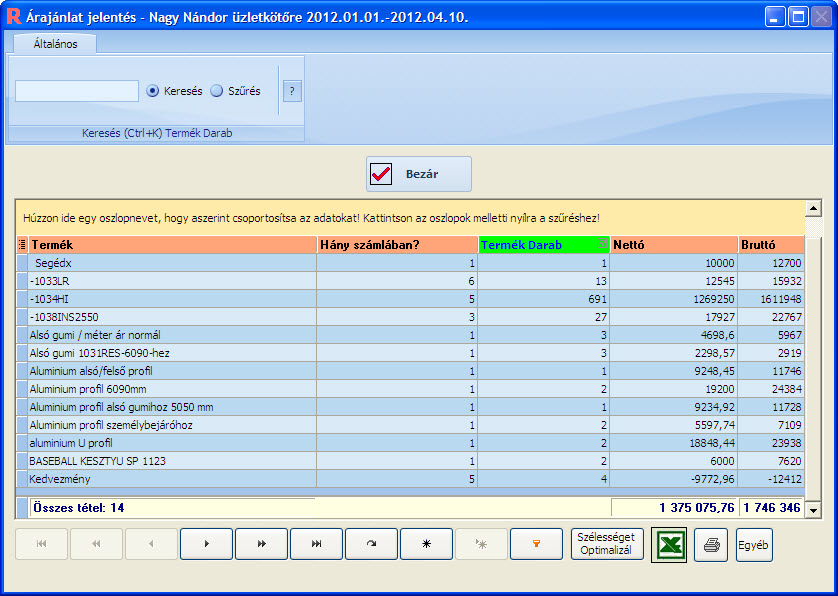 R Árajánlat jelentés - Nagy Nándor üzletkötőre 2012.01.01.-2012.04.10.
Általános
Keresés Szűrés ?
Keresés (Ctrl+K) Termék Darab
Bezár
Húzzon ide egy oszlopnevet, hogy aszerint csoportosítsa az adatokat! Kattintson az oszlopok melletti nyílra a szűréshez!
Termék Hány számlában? Termék Darab Nettó Bruttó
Segédx 1 1 10000 12700
-1033LR 6 13 12545 15932
-1034HI 5 691 1269250 1611948
-1038INS2550 3 27 17927 22767
Alsó gumi / méter ár normál 1 3 4698,6 5967
Alsó gumi 1031RES-6090-hez 1 3 2298,57 2919
Aluminium alsó/felső profil 1 1 9248,45 11746
Aluminium profil 6090mm 1 2 19200 24384
Aluminium profil alsó gumihoz 5050 mm 1 1 9234,92 11728
Aluminium profil személybejáróhoz 1 2 5597,74 7109
aluminium U profil 1 2 18848,44 23938
BASEBALL KESZTYU SP 1123 1 2 6000 7620
Kedvezmény 5 4 -9772,96 -12412
Összes tétel: 14 1 375 075,76 1 746 346
Szélességet
Optimalizál
Egyéb